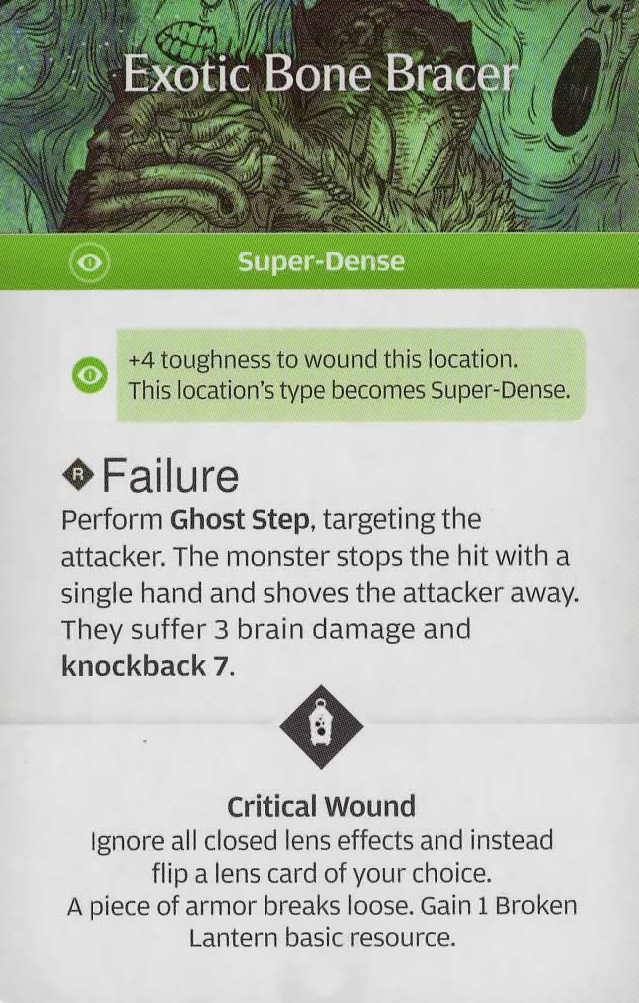 Exotic Bone Bracer
Super-Dense
+4 toughness to wound this location.
This location's type becomes Super-Dense.
R Failure
Perform Ghost Step, targeting the
attacker. The monster stops the hit with a
single hand and shoves the attacker away.
They suffer 3 brain damage and
knockback 7.
Critical Wound
Ignore all closed lens effects and instead
flip a lens card of your choice.
A piece of armor breaks loose. Gain 1 Broken
Lantern basic resource.